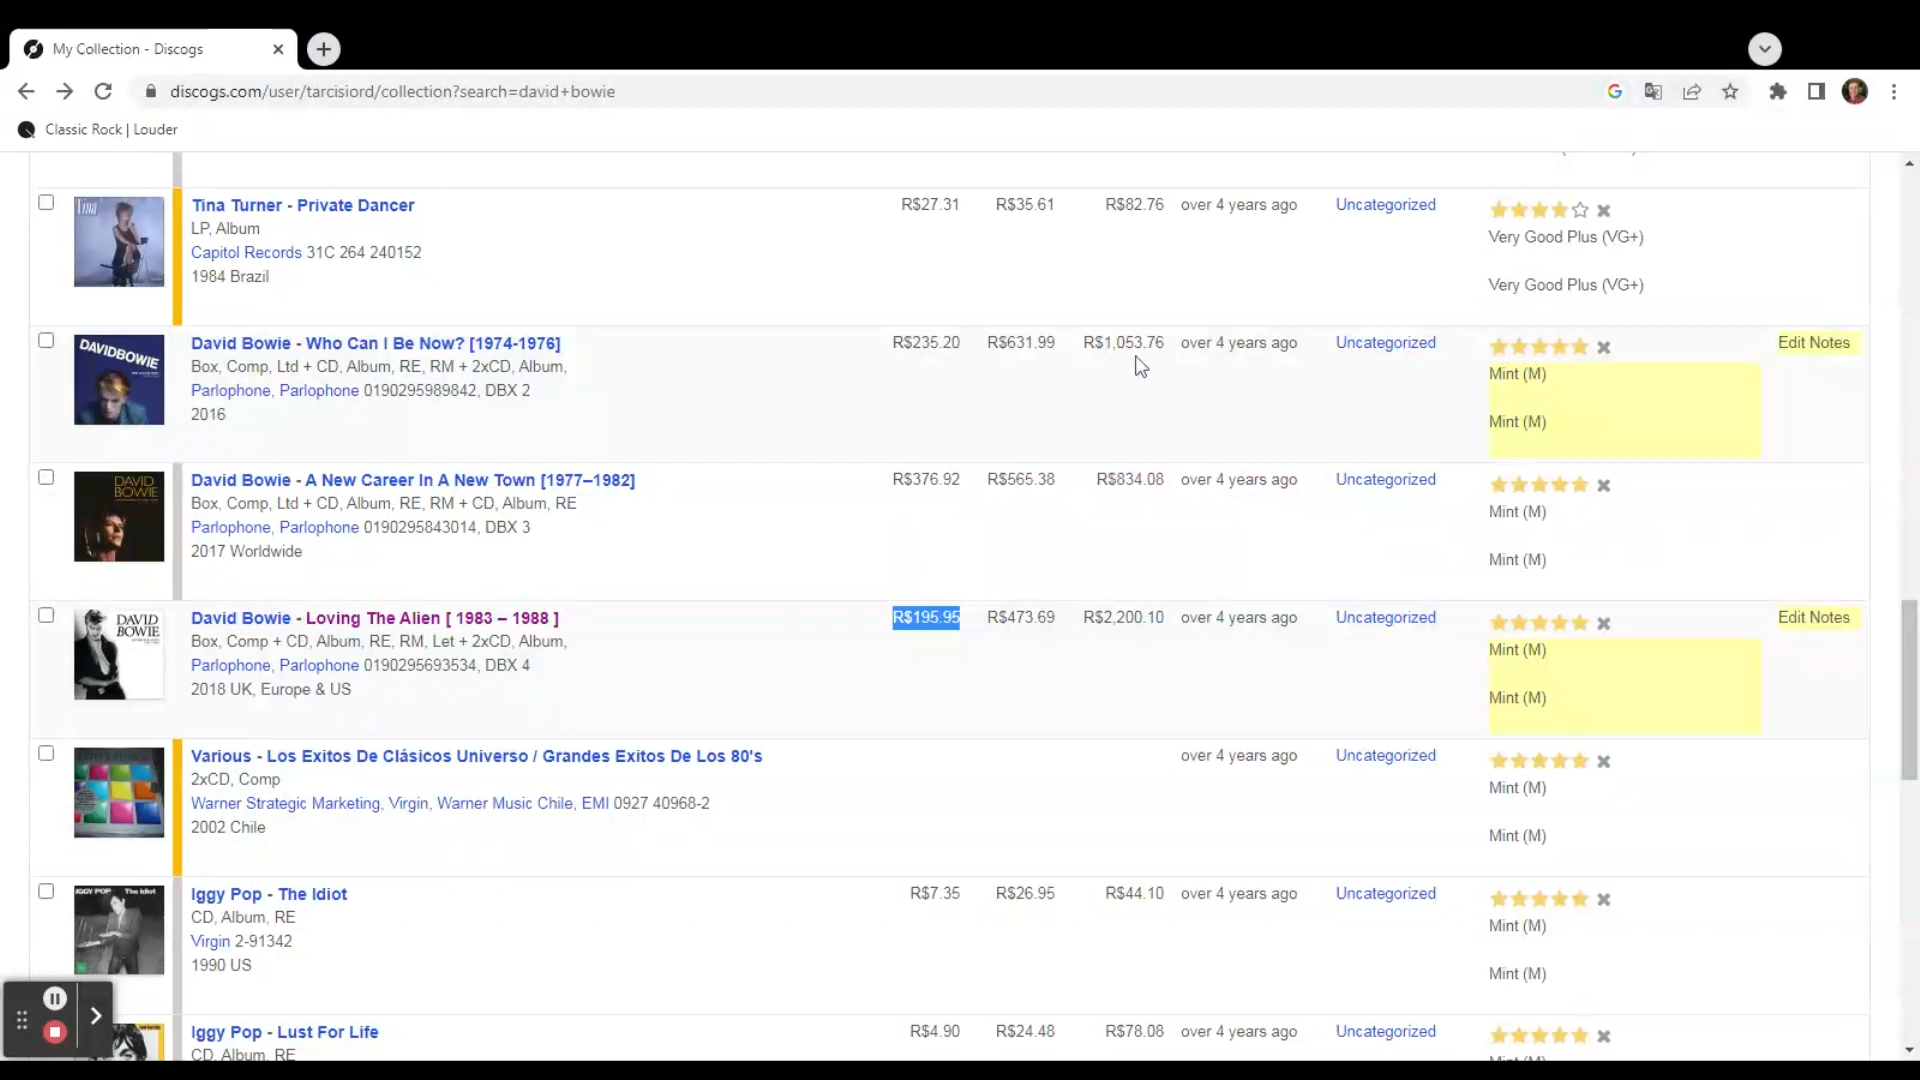 My Collection - Discogs
discogs.com/user/tarcisiord/collection?search=david+bowie
Classic Rock | Louder
Tina Turner - Private Dancer R$27.31 R$35.61 R$82.76 over 4 years ago Uncategorized
LP, Album
Very Good Plus (VG+)
Capitol Records 31C 264 240152
1984 Brazil
Very Good Plus (VG+)
DAVIDBOWIE
David Bowie - Who Can I Be Now? [1974-1976] R$235.20 R$631.99 R$1,053.76 over 4 years ago Uncategorized Edit Notes
Box, Comp, Ltd + CD, Album, RE, RM + 2xCD, Album,
Mint (M)
Parlophone, Parlophone 0190295989842, DBX 2
2016
Mint (M)
DAVID
BOWIE
David Bowie - A New Career In A New Town [1977–1982] R$376.92 R$565.38 R$834.08 over 4 years ago Uncategorized
Box, Comp, Ltd + CD, Album, RE, RM + CD, Album, RE
Mint (M)
Parlophone, Parlophone 0190295843014, DBX 3
2017 Worldwide
Mint (M)
DAVID
BOWIE
David Bowie - Loving The Alien [ 1983 – 1988 ] R$195.95 R$473.69 R$2,200.10 over 4 years ago Uncategorized Edit Notes
Box, Comp + CD, Album, RE, RM, Let + 2xCD, Album,
Mint (M)
Parlophone, Parlophone 0190295693534, DBX 4
2018 UK, Europe & US
Mint (M)
Various - Los Exitos De Clásicos Universo / Grandes Exitos De Los 80's over 4 years ago Uncategorized
2xCD, Comp
Mint (M)
Warner Strategic Marketing, Virgin, Warner Music Chile, EMI 0927 40968-2
2002 Chile
Mint (M)
IGGY POP The Idiot
Iggy Pop - The Idiot R$7.35 R$26.95 R$44.10 over 4 years ago Uncategorized
CD, Album, RE
Mint (M)
Virgin 2-91342
1990 US
Mint (M)
Iggy Pop - Lust For Life R$4.90 R$24.48 R$78.08 over 4 years ago Uncategorized
CD, Album, RE